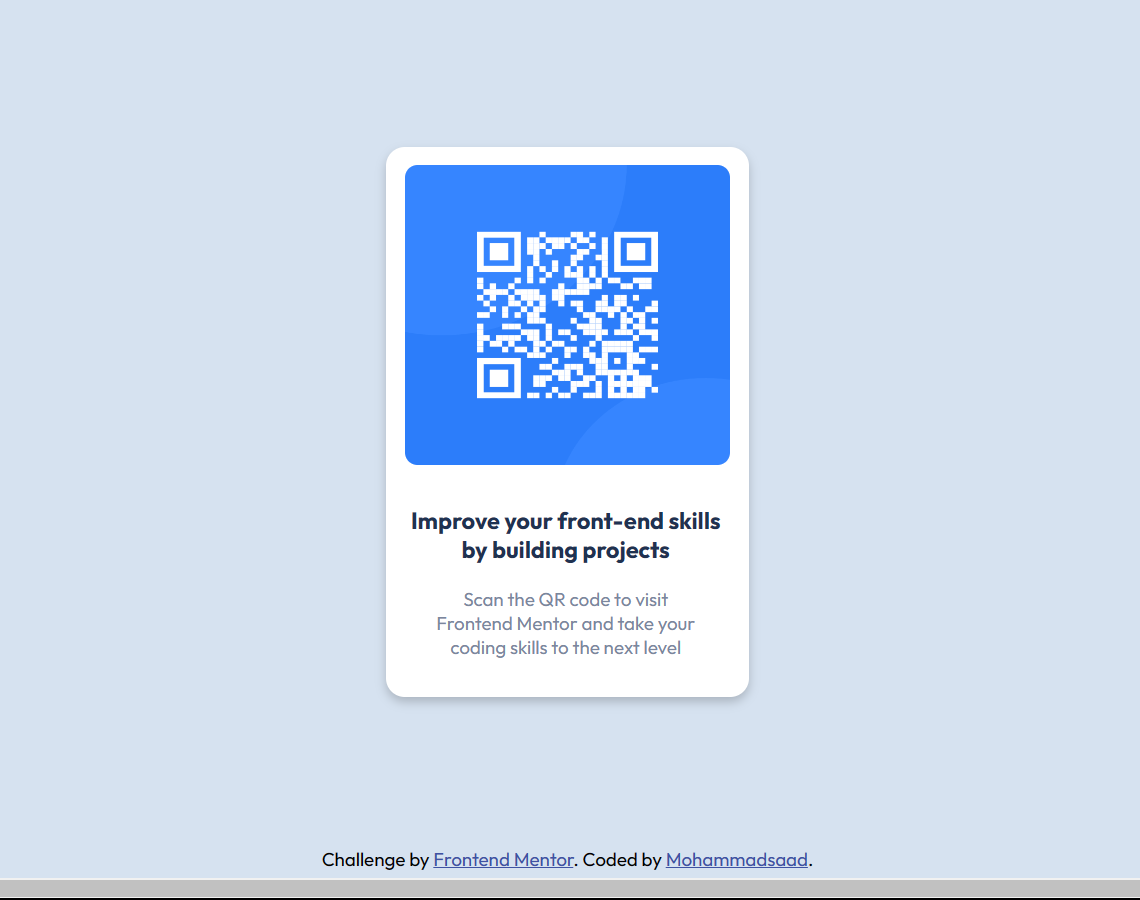 Improve your front-end skills
by building projects
Scan the QR code to visit
Frontend Mentor and take your
coding skills to the next level
Challenge by Frontend Mentor. Coded by Mohammadsaad.